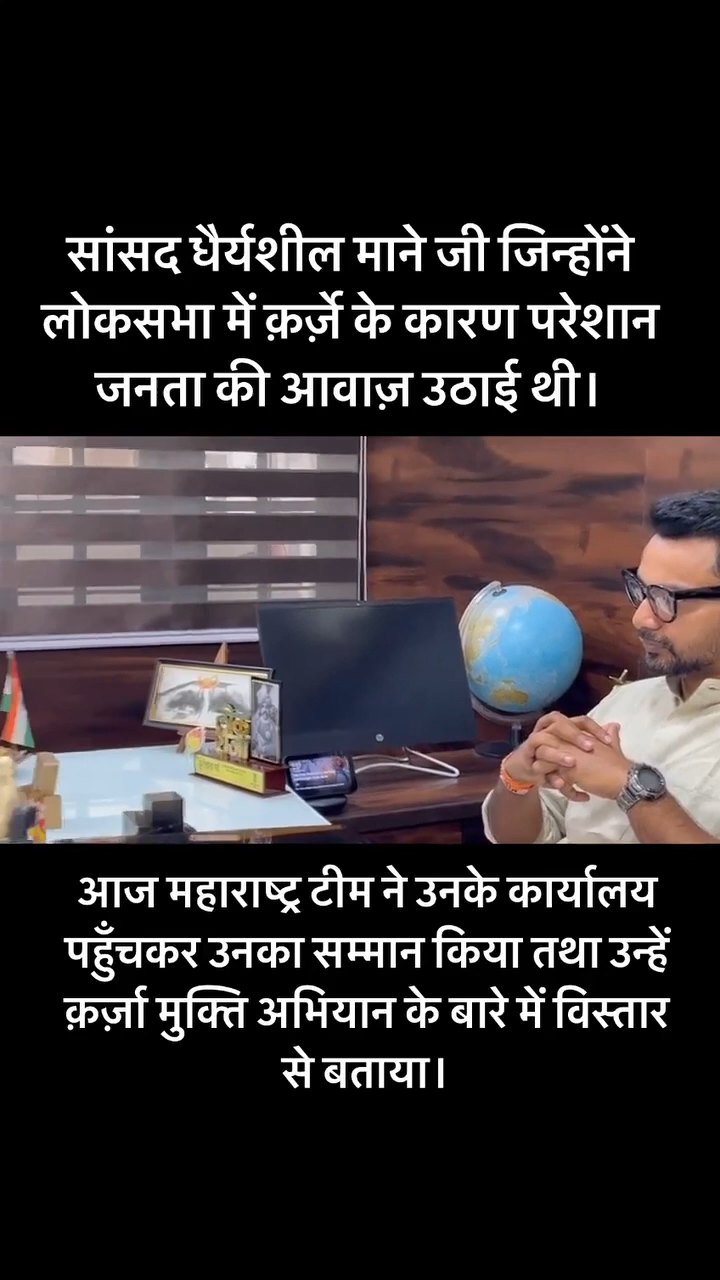 सांसद धैर्यशील माने जी जिन्होंने
लोकसभा में क़र्ज़े के कारण परेशान
जनता की आवाज़ उठाई थी।
आज महाराष्ट्र टीम ने उनके कार्यालय
पहुँचकर उनका सम्मान किया तथा उन्हें
क़र्ज़ा मुक्ति अभियान के बारे में विस्तार
से बताया।